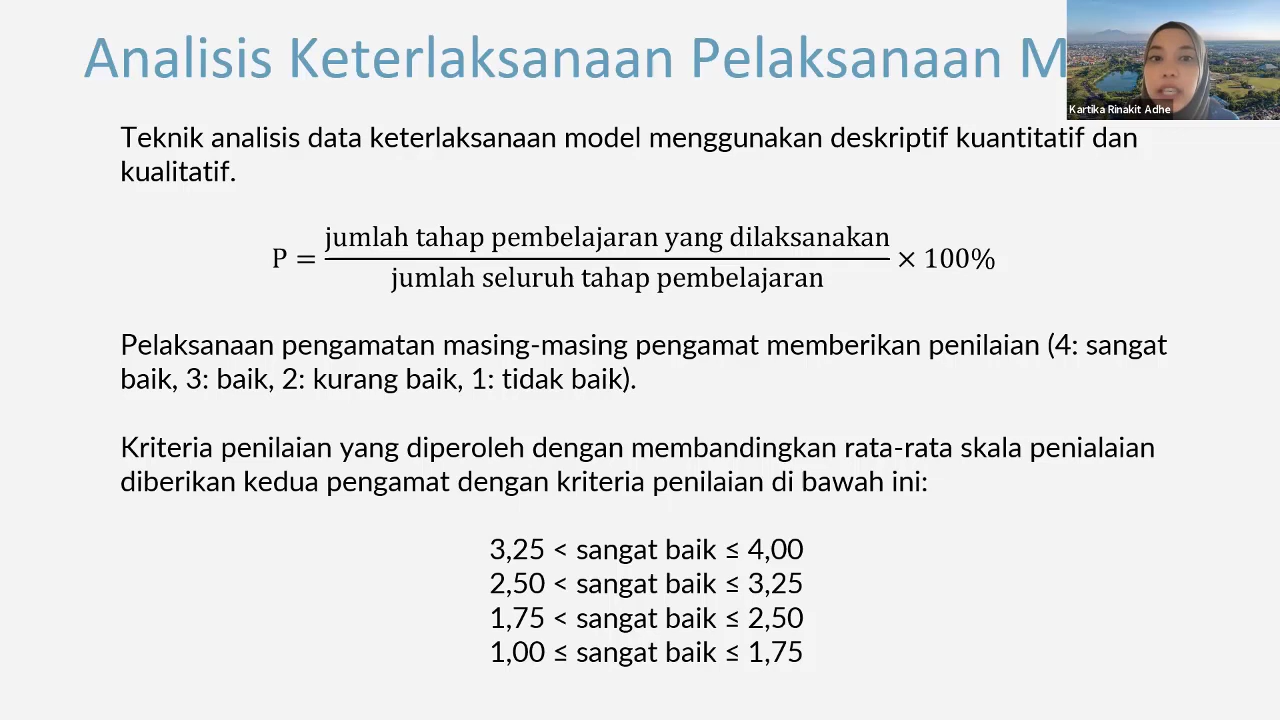 Analisis Keterlaksanaan Pelaksanaan M
Kartika Rinakit Adhe
Teknik analisis data keterlaksanaan model menggunakan deskriptif kuantitatif dan
kualitatif.
P = jumlah tahap pembelajaran yang dilaksanakan / jumlah seluruh tahap pembelajaran × 100%
Pelaksanaan pengamatan masing-masing pengamat memberikan penilaian (4: sangat
baik, 3: baik, 2: kurang baik, 1: tidak baik).
Kriteria penilaian yang diperoleh dengan membandingkan rata-rata skala penialaian
diberikan kedua pengamat dengan kriteria penilaian di bawah ini:
3,25 < sangat baik ≤ 4,00
2,50 < sangat baik ≤ 3,25
1,75 < sangat baik ≤ 2,50
1,00 ≤ sangat baik ≤ 1,75